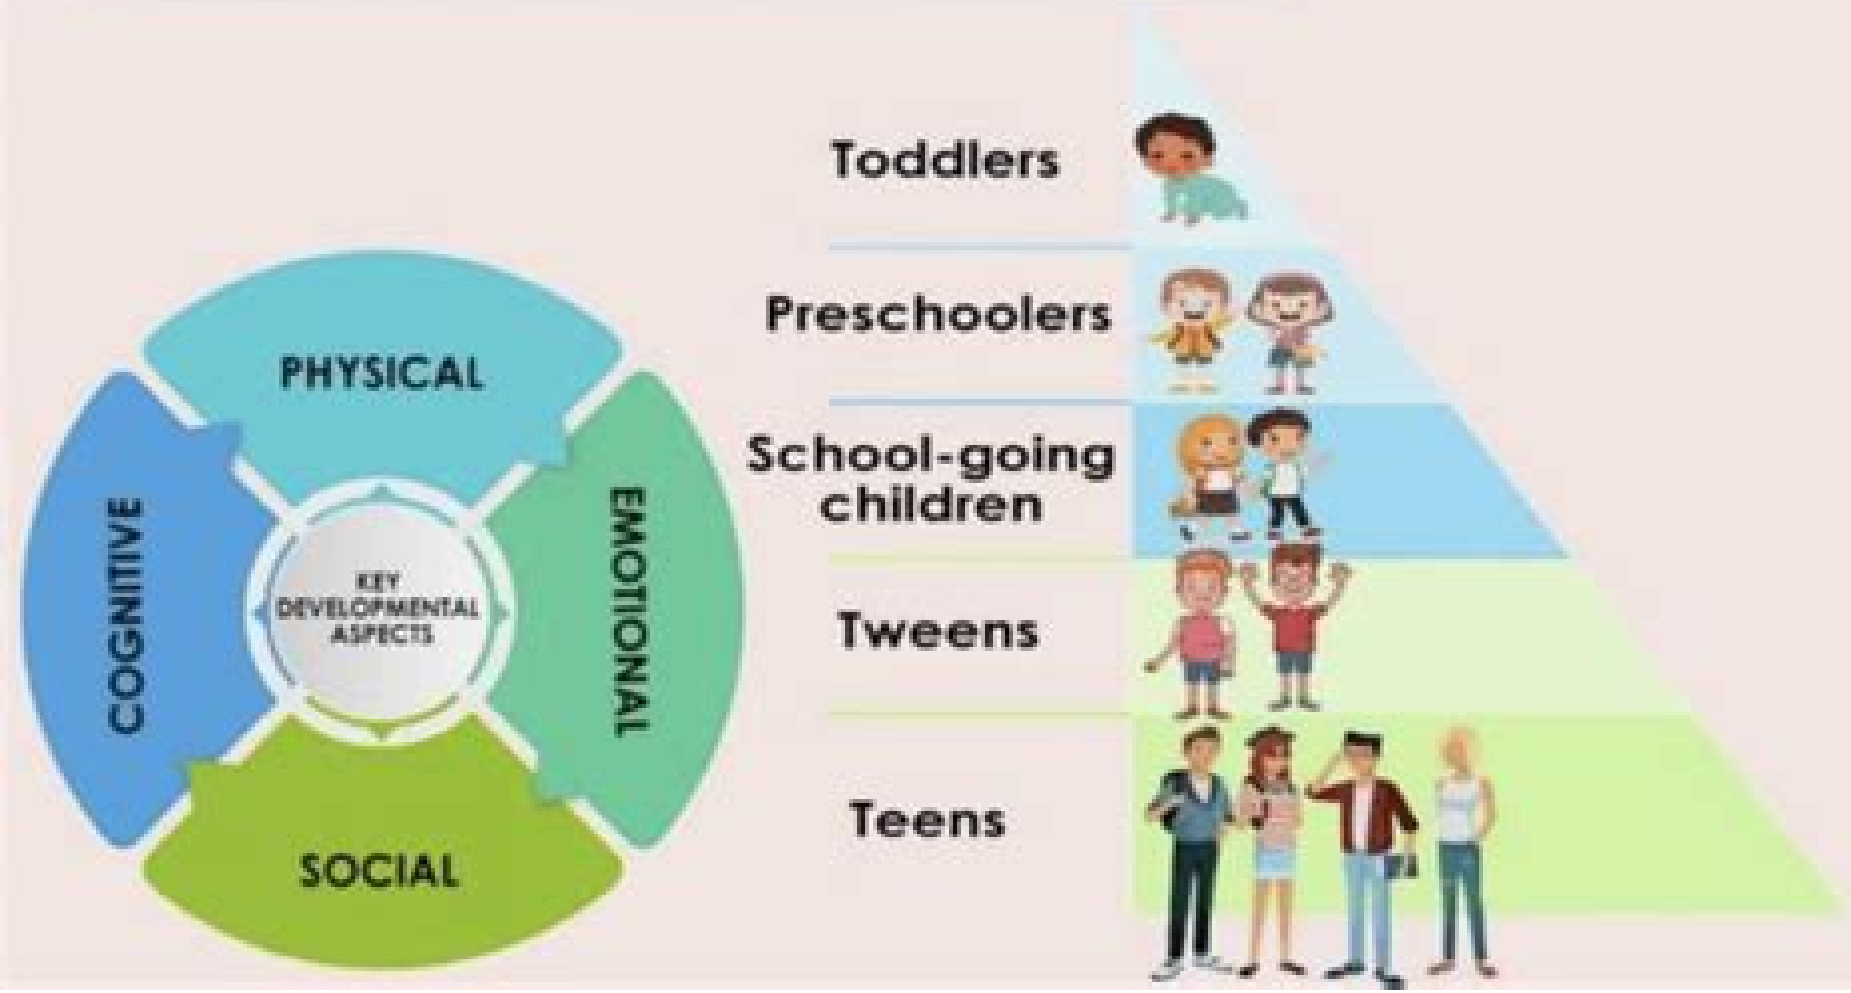 PHYSICAL
COGNITIVE
EMOTIONAL
KEY
DEVELOPMENTAL
ASPECTS
SOCIAL
Toddlers
Preschoolers
School-going
children
Tweens
Teens